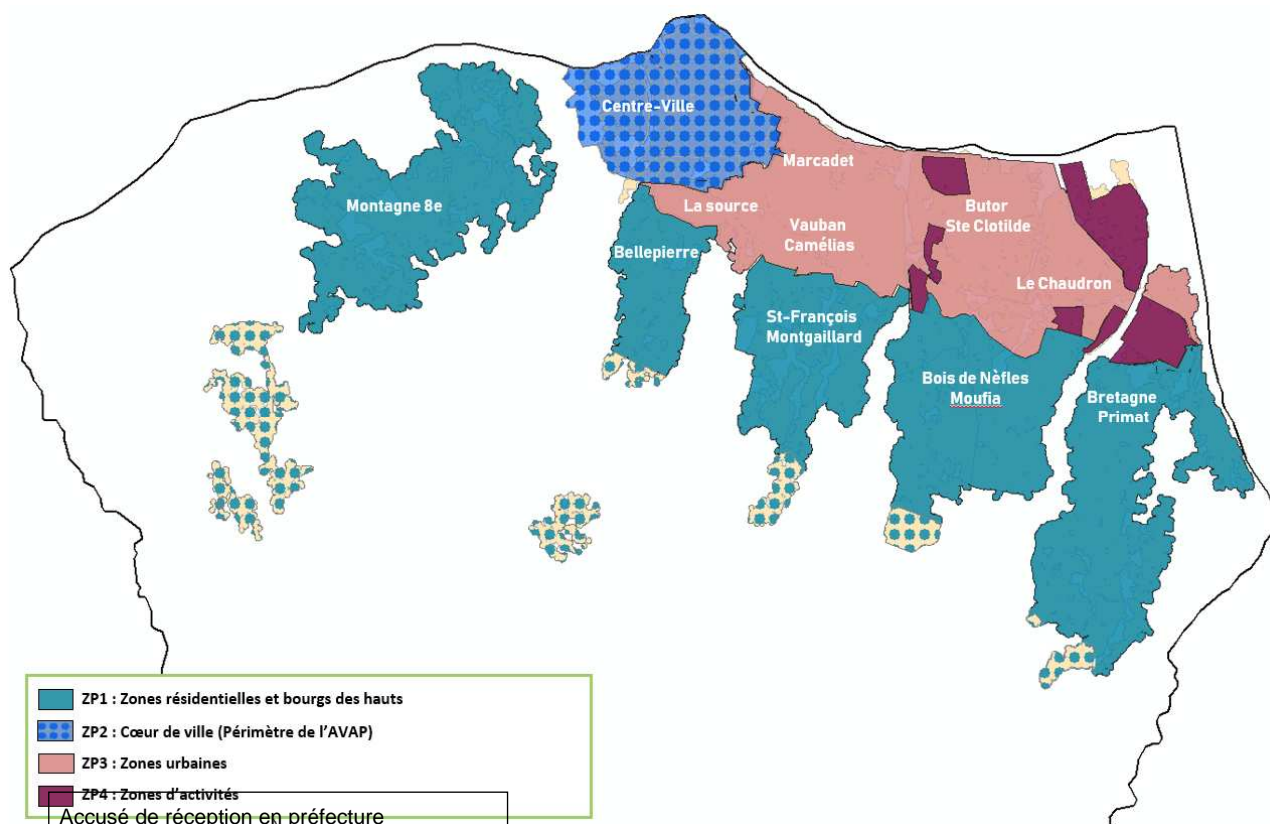 Centre-Ville
Marcadet
Montagne 8e
La source
Butor
Ste Clotilde
Vauban
Camélias
Bellepierre
Le Chaudron
St-François
Montgaillard
Bois de Nèfles
Moufia
Bretagne
Primat
ZP1 : Zones résidentielles et bourgs des hauts
ZP2 : Cœur de ville (Périmètre de l'AVAP)
ZP3 : Zones urbaines
ZP4 : Zones d'activités
Accusé de réception en préfecture